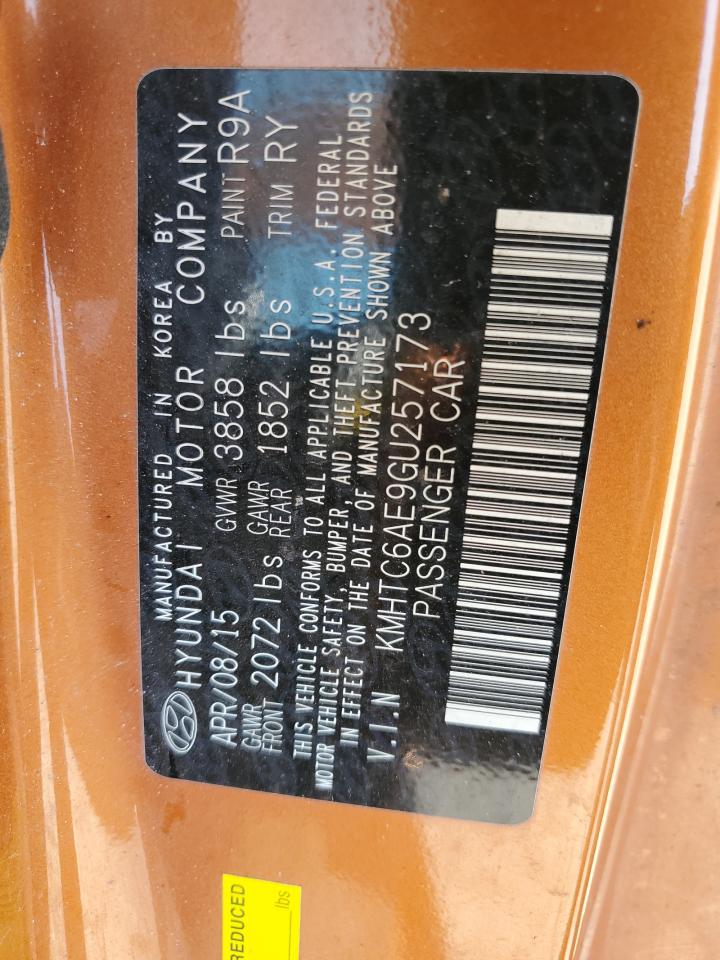 MANUFACTURED IN KOREA BY
HYUNDAI MOTOR COMPANY
APR/08/15 GVWR 3858 lbs PAINT R9A
GAWR FRONT 2072 lbs GAWR REAR 1852 lbs TRIM RY
THIS VEHICLE CONFORMS TO ALL APPLICABLE U.S.A. FEDERAL
MOTOR VEHICLE SAFETY, BUMPER, AND THEFT PREVENTION STANDARDS
IN EFFECT ON THE DATE OF MANUFACTURE SHOWN ABOVE
V.I.N KMHTC6AE9GU257173
PASSENGER CAR
REDUCED
lbs